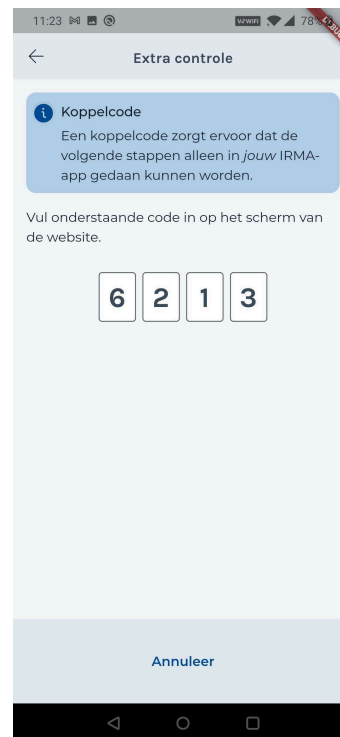 11:23
VoWIFI
78%
Extra controle
Koppelcode
Een koppelcode zorgt ervoor dat de
volgende stappen alleen in jouw IRMA-
app gedaan kunnen worden.
Vul onderstaande code in op het scherm van
de website.
6 2 1 3
Annuleer